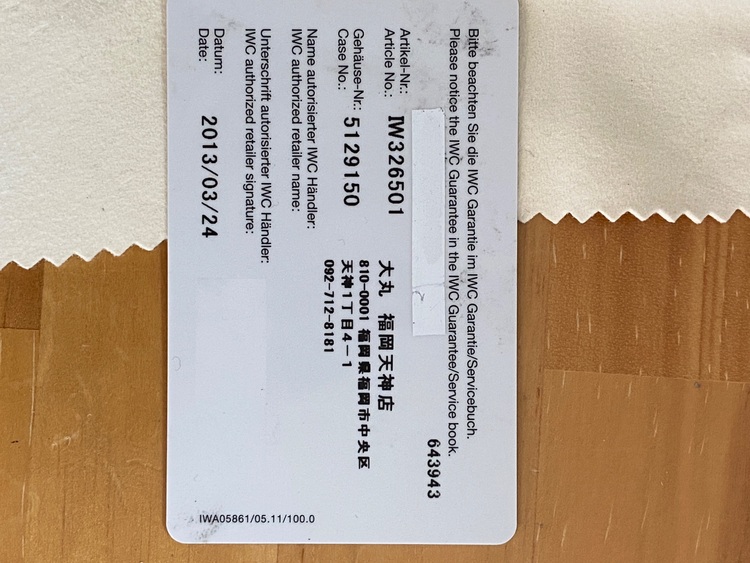 Bitte beachten Sie die IWC Garantie im IWC Garantie/Servicebuch.
Please notice the IWC Guarantee in the IWC Guarantee/Service book.
643943
Artikel-Nr.:
Article No.: IW326501
大丸 福岡天神店
Gehäuse-Nr.:
Case No.: 5129150
810-0001 福岡県福岡市中央区
天神1丁目4-1
092-712-8181
Name autorisierter IWC Händler:
IWC authorized retailer name:
Unterschrift autorisierter IWC Händler:
IWC authorized retailer signature:
Datum:
Date: 2013/03/24
IWA05861/05.11/100.0